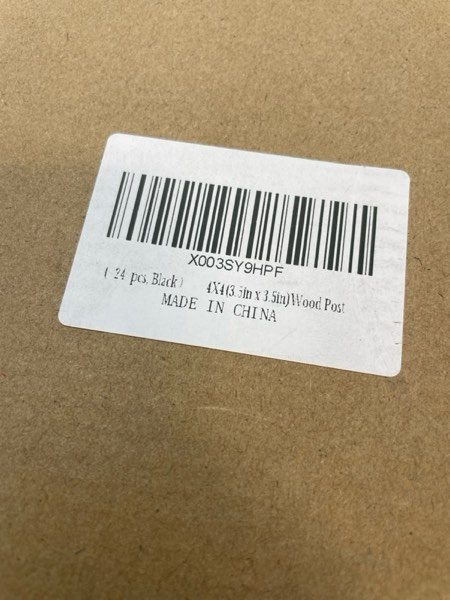 X003SY9HPF
( 24 pcs, Black) 4X4(3.5in x 3.5in)Wood Post
MADE IN CHINA